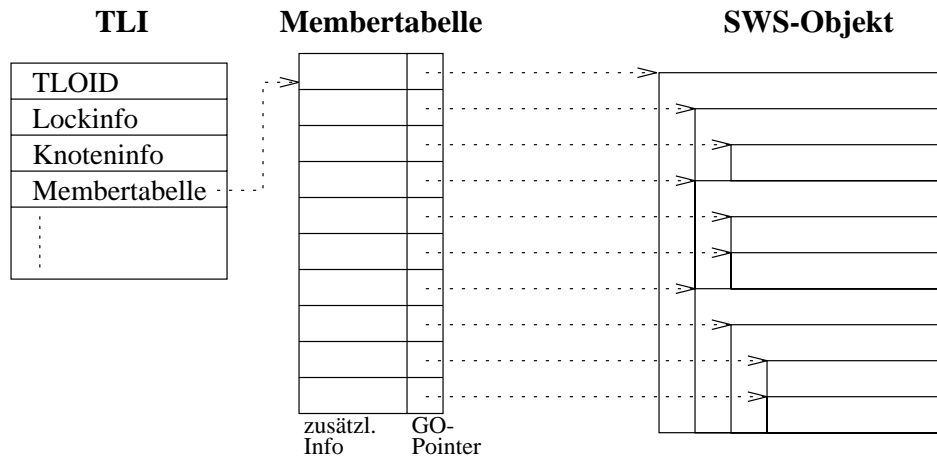 TLI
Membertabelle
SWS-Objekt
TLOID
Lockinfo
Knoteninfo
Membertabelle
zusätzl.
Info
GO-
Pointer